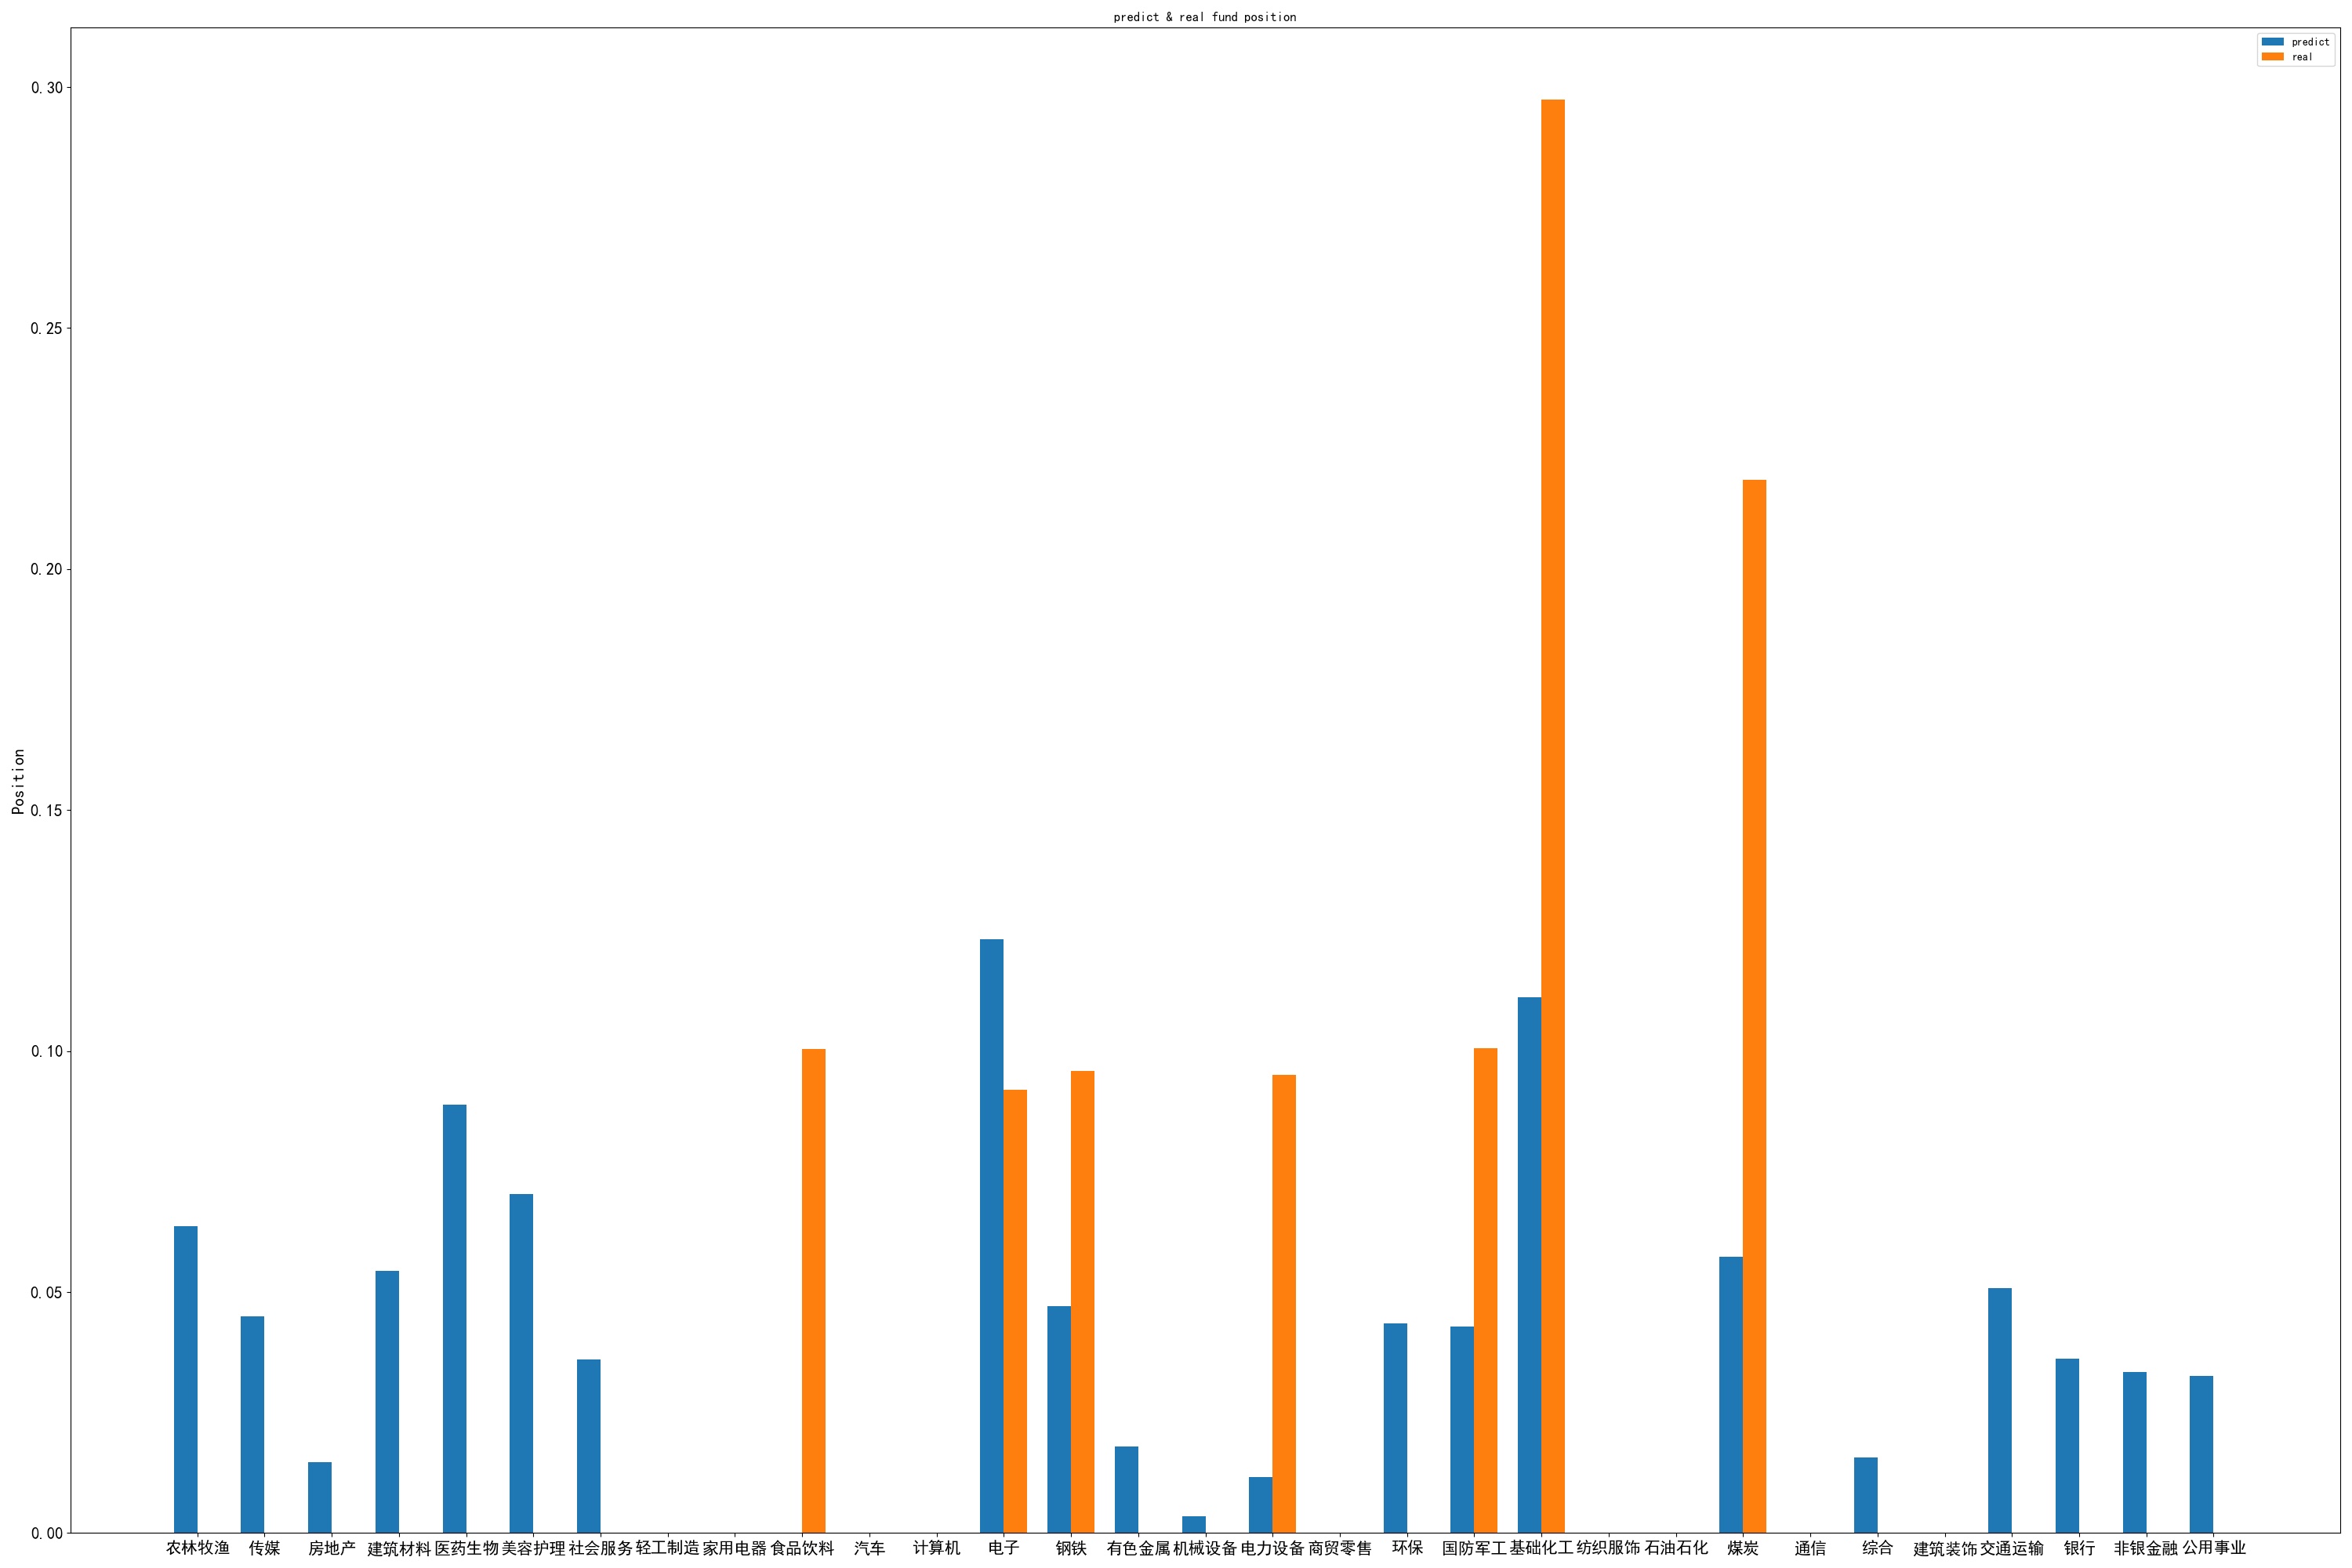 predict & real fund position
predict
real
0.30
0.25
0.20
0.15
0.10
0.05
0.00
Position
农林牧渔 传媒 房地产 建筑材料 医药生物 美容护理 社会服务 轻工制造 家用电器 食品饮料 汽车 计算机 电子 钢铁 有色金属 机械设备 电力设备 商贸零售 环保 国防军工 基础化工 纺织服饰 石油石化 煤炭 通信 综合 建筑装饰 交通运输 银行 非银金融 公用事业